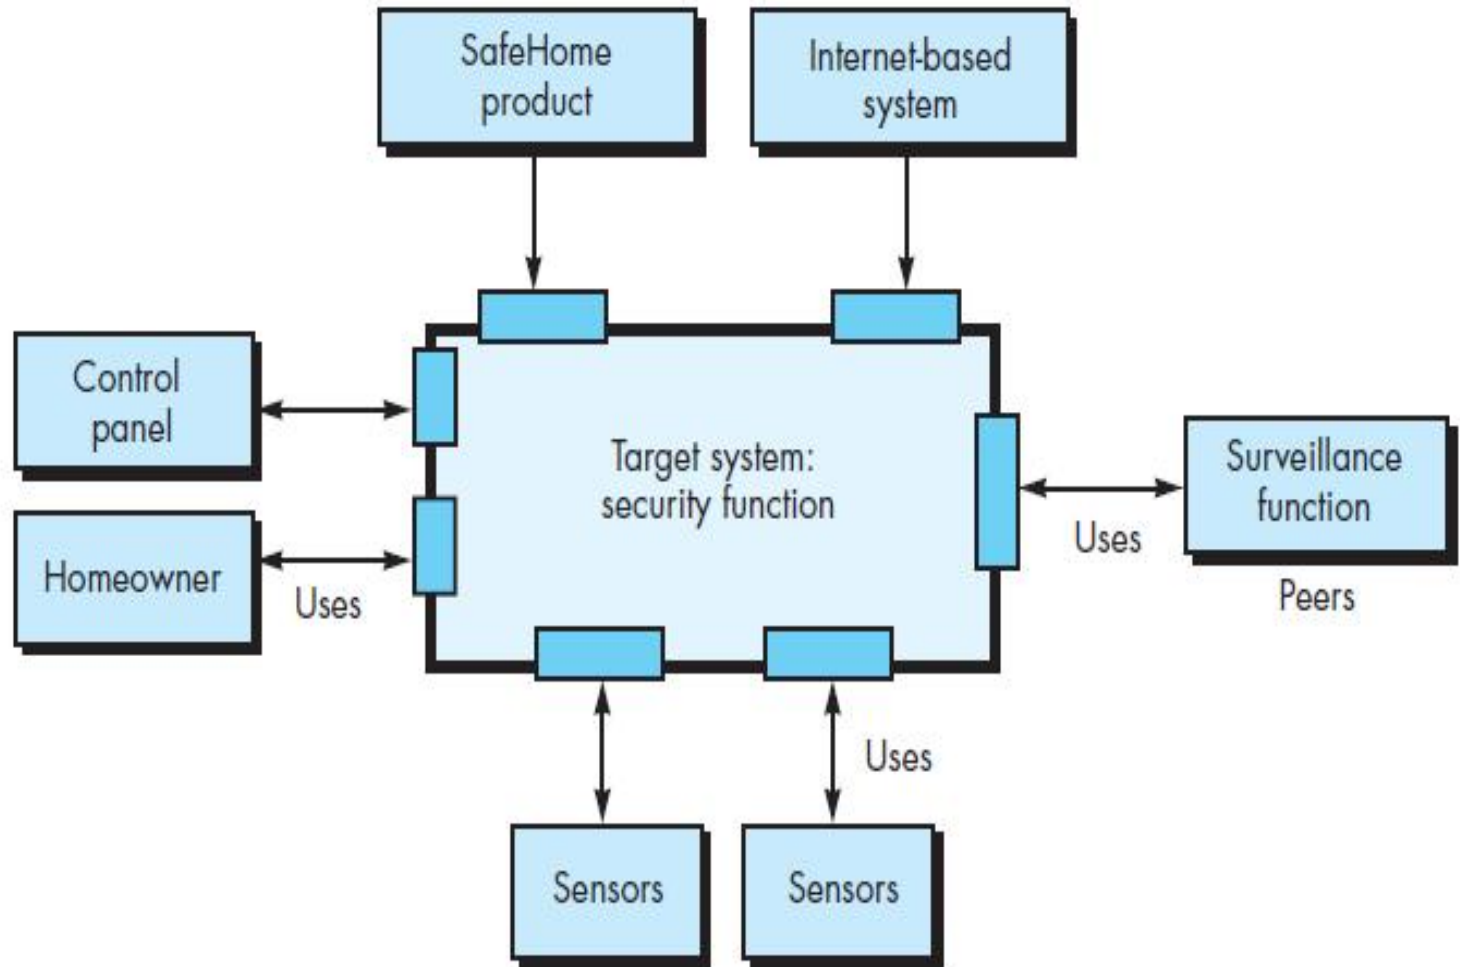 SafeHome
product
Internet-based
system
Control
panel
Target system:
security function
Surveillance
function
Uses
Peers
Homeowner
Uses
Uses
Sensors
Sensors